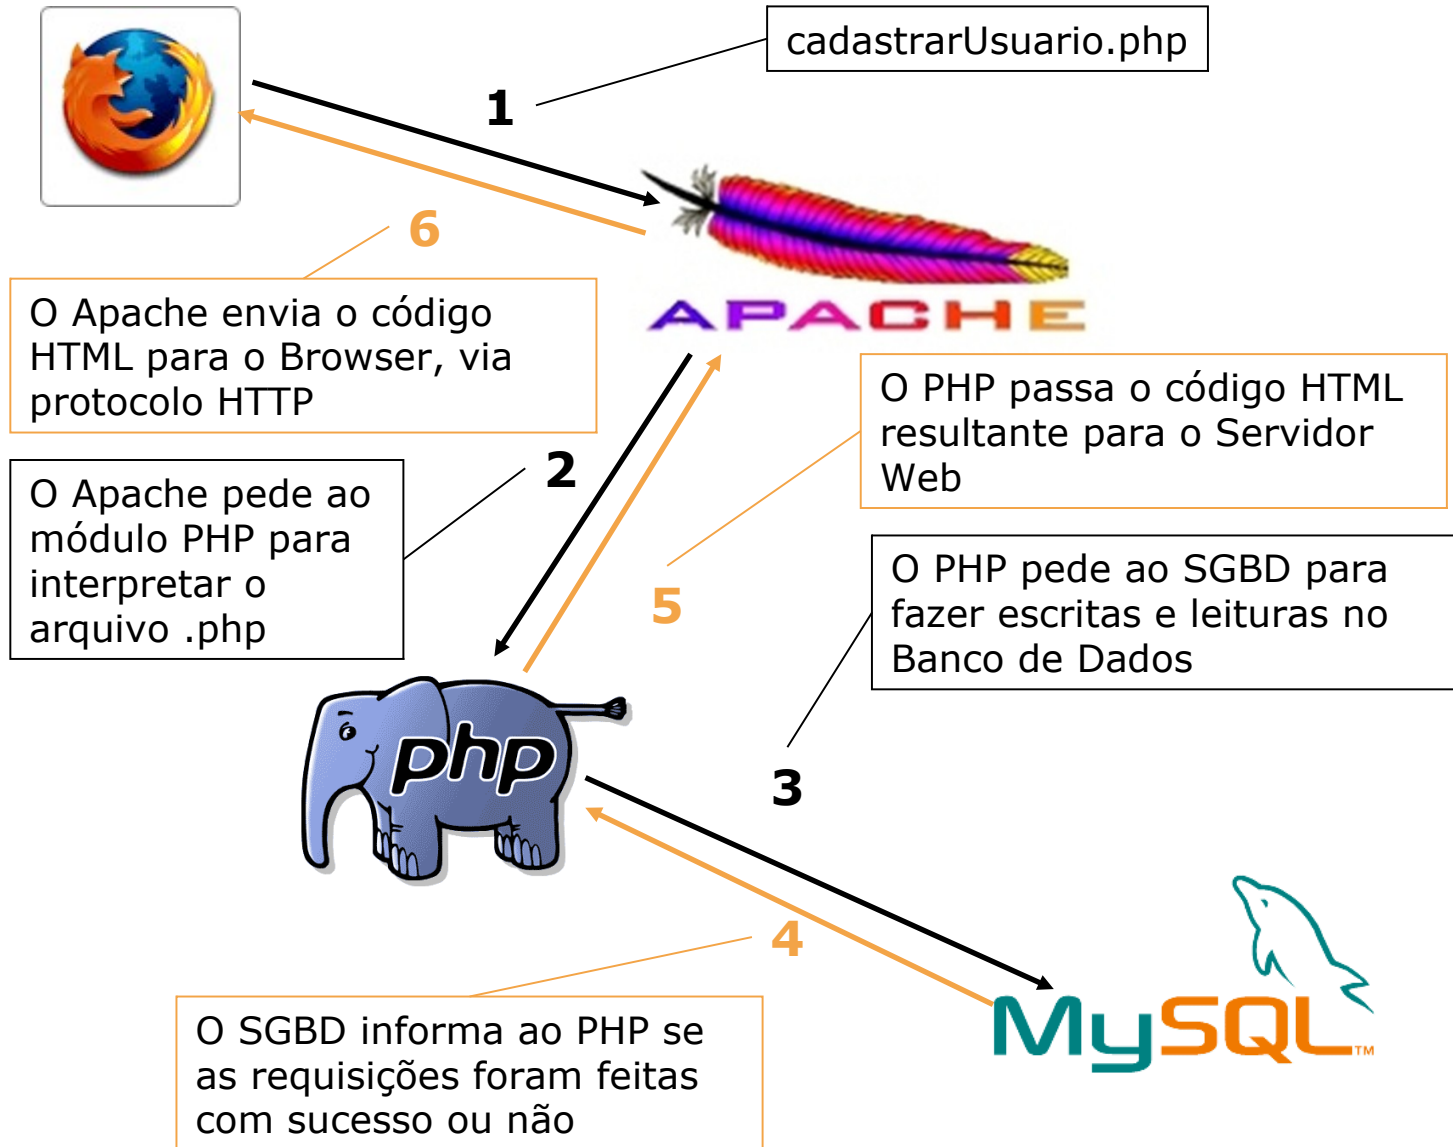 cadastrarUsuario.php
1
6
APACHE
O Apache envia o código
HTML para o Browser, via
protocolo HTTP
O PHP passa o código HTML
resultante para o Servidor
Web
2
O Apache pede ao
módulo PHP para
interpretar o
arquivo .php
5
O PHP pede ao SGBD para
fazer escritas e leituras no
Banco de Dados
php
3
4
O SGBD informa ao PHP se
as requisições foram feitas
com sucesso ou não
MySQL™